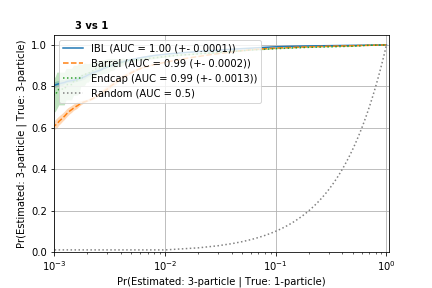 3 vs 1
IBL (AUC = 1.00 (+- 0.0001))
Barrel (AUC = 0.99 (+- 0.0002))
Endcap (AUC = 0.99 (+- 0.0013))
Random (AUC = 0.5)
Pr(Estimated: 3-particle | True: 3-particle)
1.0
0.8
0.6
0.4
0.2
0.0
10⁻³
10⁻²
10⁻¹
10⁰
Pr(Estimated: 3-particle | True: 1-particle)